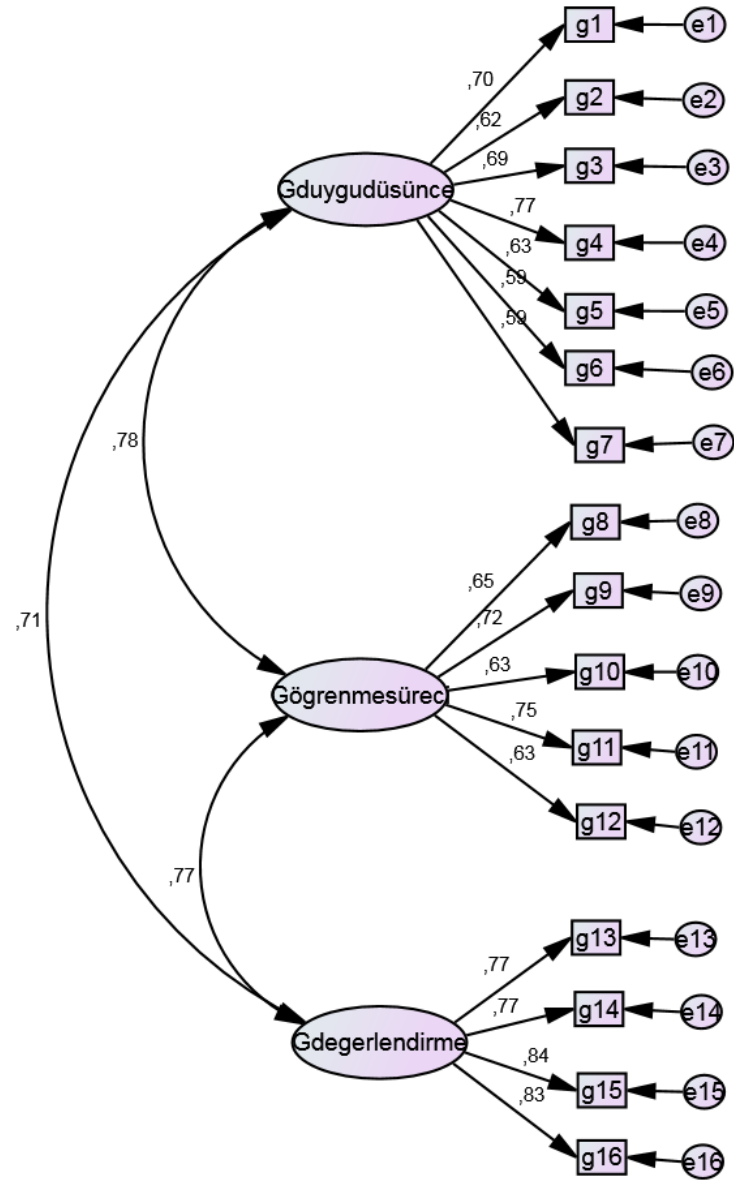 g1
e1
,70
g2
e2
,62
g3
e3
,69
Gduygudüsünce
,77
g4
e4
,63
,59
g5
e5
,59
g6
e6
g7
e7
,78
g8
e8
,65
g9
e9
,72
,71
,63
g10
e10
Gögrenmesüreci
,75
g11
e11
,63
g12
e12
,77
g13
e13
,77
,77
g14
e14
Gdegerlendirme
,84
g15
e15
,83
g16
e16